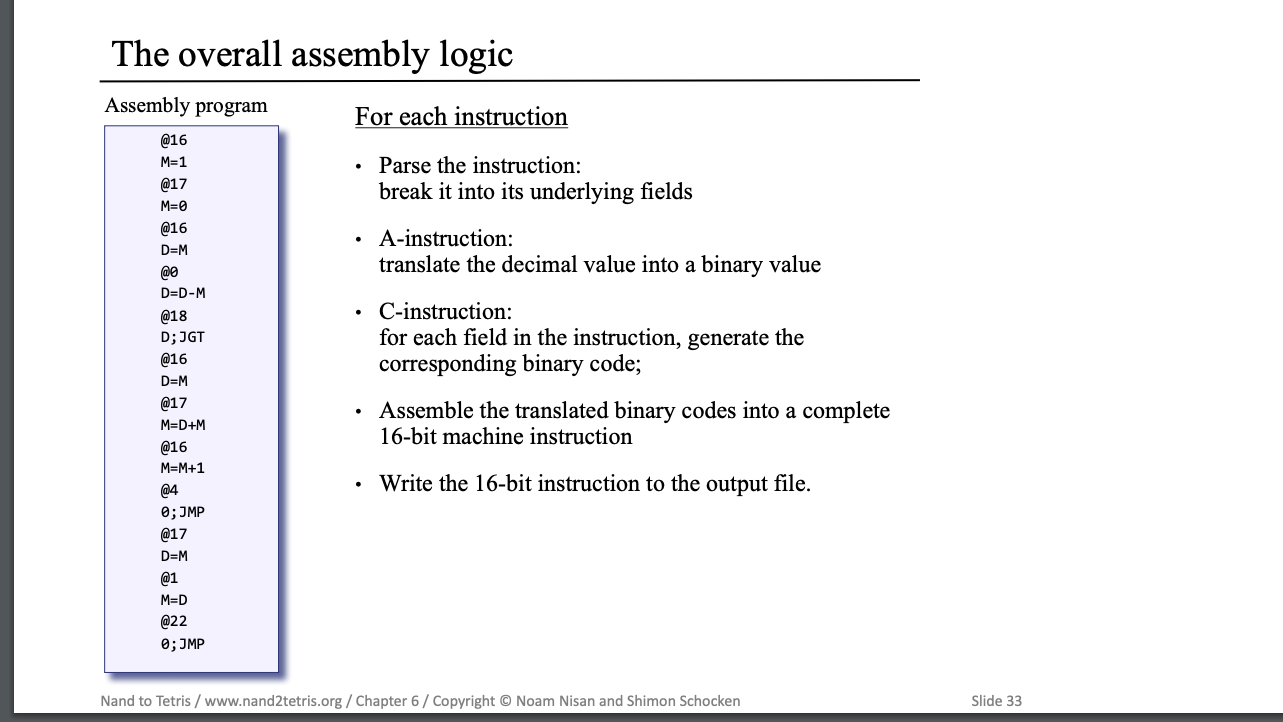 The overall assembly logic
Assembly program
@16
M=1
@17
M=0
@16
D=M
@0
D=D-M
@18
D;JGT
@16
D=M
@17
M=D+M
@16
M=M+1
@4
0;JMP
@17
D=M
@1
M=D
@22
0;JMP
For each instruction
• Parse the instruction:
break it into its underlying fields
• A-instruction:
translate the decimal value into a binary value
• C-instruction:
for each field in the instruction, generate the
corresponding binary code;
• Assemble the translated binary codes into a complete
16-bit machine instruction
• Write the 16-bit instruction to the output file.
Nand to Tetris / www.nand2tetris.org / Chapter 6 / Copyright © Noam Nisan and Shimon Schocken
Slide 33